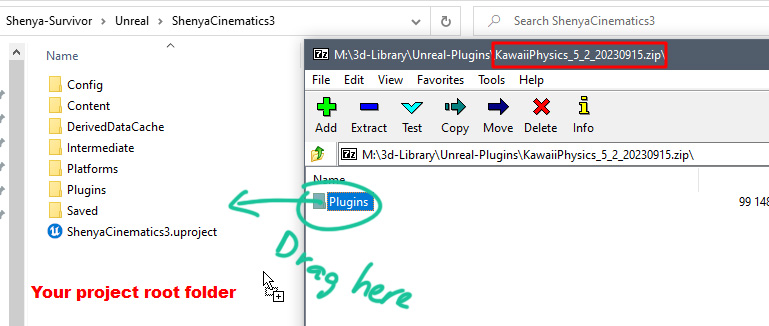 Shenya-Survivor > Unreal > ShenyaCinematics3
Search ShenyaCinematics3
Name
Config
Content
DerivedDataCache
Intermediate
Platforms
Plugins
Saved
ShenyaCinematics3.uproject
Your project root folder
7z M:\3d-Library\Unreal-Plugins\KawaiiPhysics_5_2_20230915.zip\
File Edit View Favorites Tools Help
Add Extract Test Copy Move Delete Info
7z M:\3d-Library\Unreal-Plugins\KawaiiPhysics_5_2_20230915.zip\
Name
Plugins
99 148
Drag here